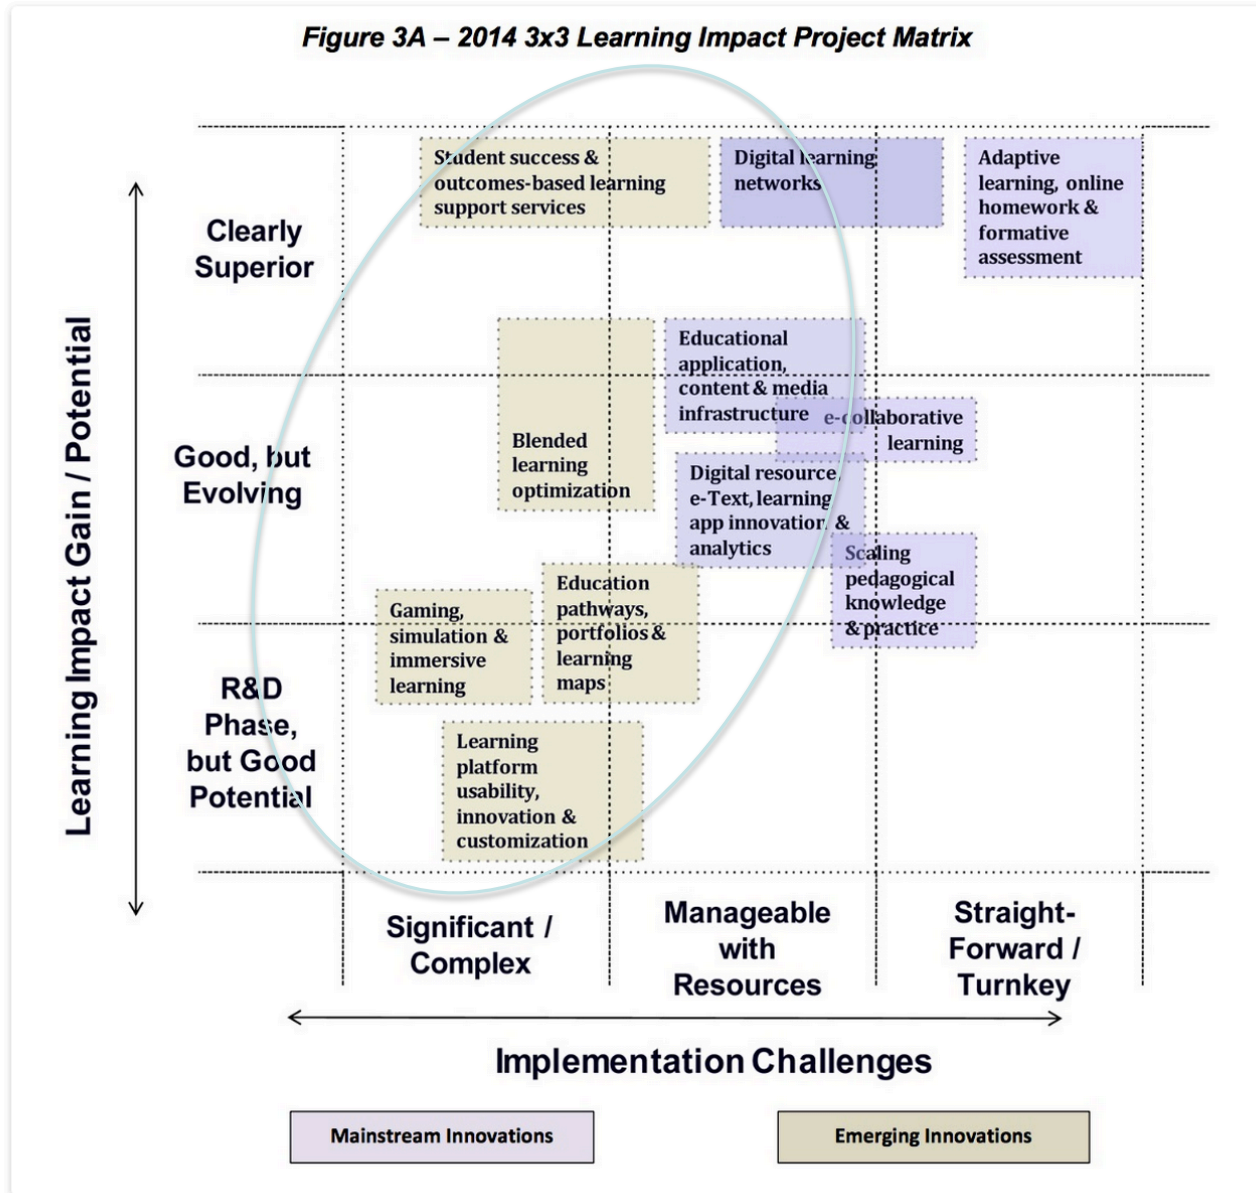 Figure 3A – 2014 3x3 Learning Impact Project Matrix
Learning Impact Gain / Potential
Clearly
Superior
Student success &
outcomes-based learning
support services
Digital learning
networks
Adaptive
learning, online
homework &
formative
assessment
Good, but
Evolving
Blended
learning
optimization
Educational
application,
content & media
infrastructure
e-collaborative
learning
Digital resource,
e-Text, learning
app innovation, &
analytics
Scaling
pedagogical
knowledge
& practice
R&D
Phase,
but Good
Potential
Gaming,
simulation &
immersive
learning
Education
pathways,
portfolios &
learning
maps
Learning
platform
usability,
innovation &
customization
Significant /
Complex
Manageable
with
Resources
Straight-
Forward /
Turnkey
Implementation Challenges
Mainstream Innovations
Emerging Innovations